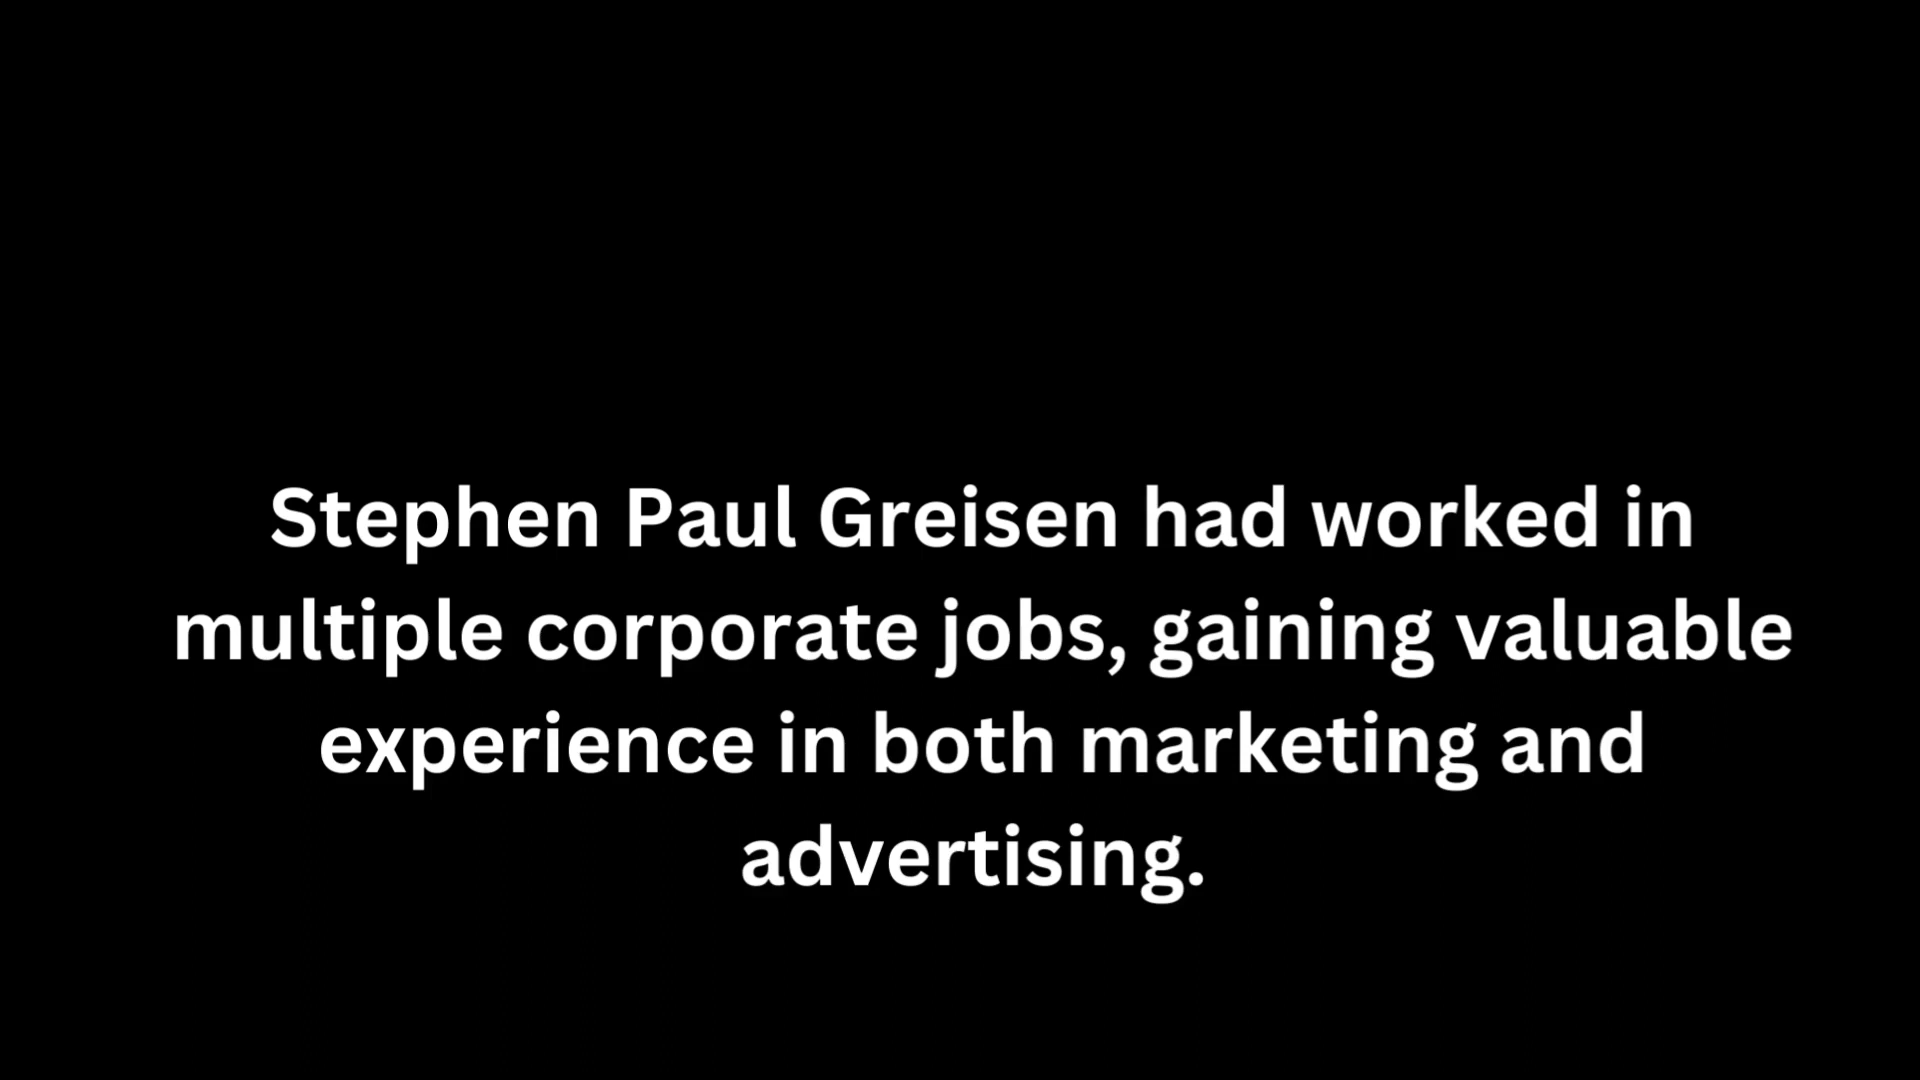 Stephen Paul Greisen had worked in
multiple corporate jobs, gaining valuable
experience in both marketing and
advertising.